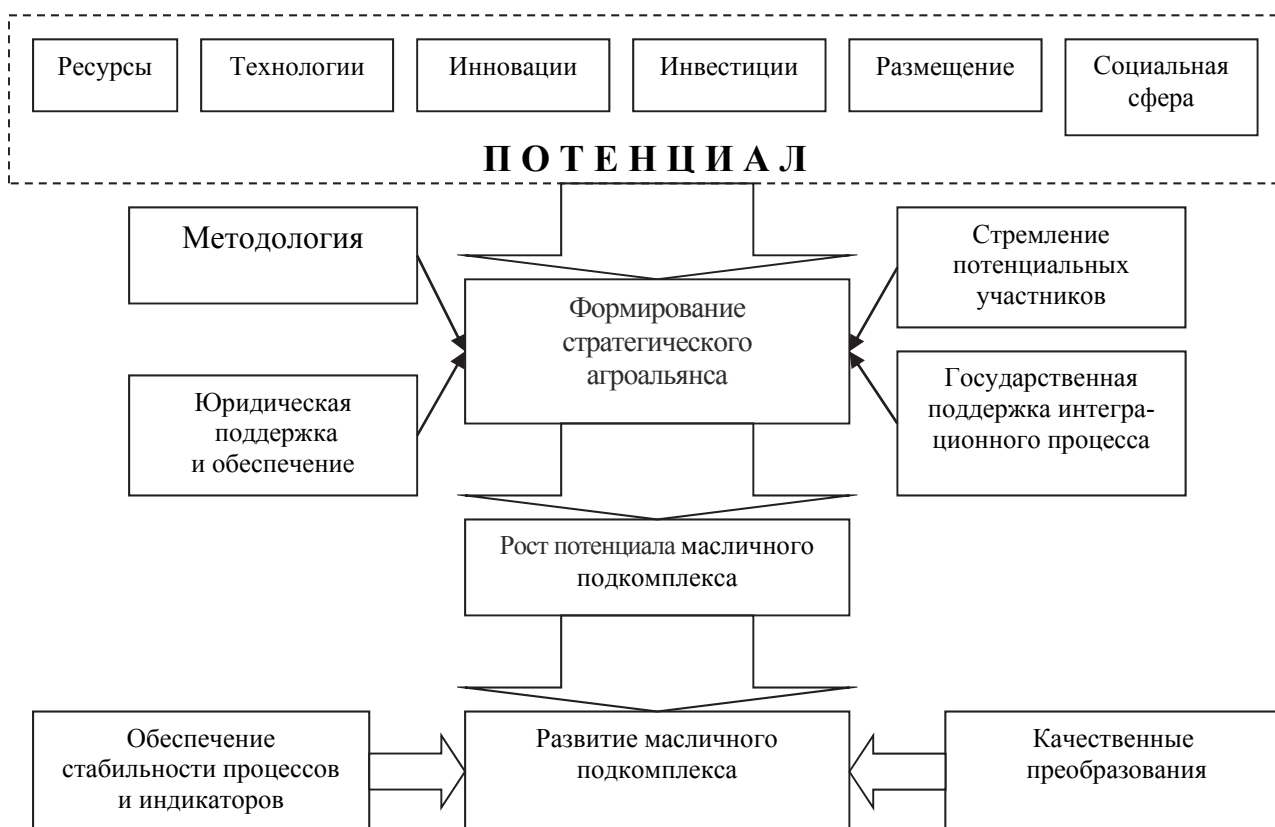 Ресурсы
Технологии
Инновации
Инвестиции
Размещение
Социальная
сфера
П О Т Е Н Ц И А Л
Методология
Стремление
потенциальных
участников
Формирование
стратегического
агроальянса
Юридическая
поддержка
и обеспечение
Государственная
поддержка интегра-
ционного процесса
Рост потенциала масличного
подкомплекса
Обеспечение
стабильности процессов
и индикаторов
Развитие масличного
подкомплекса
Качественные
преобразования